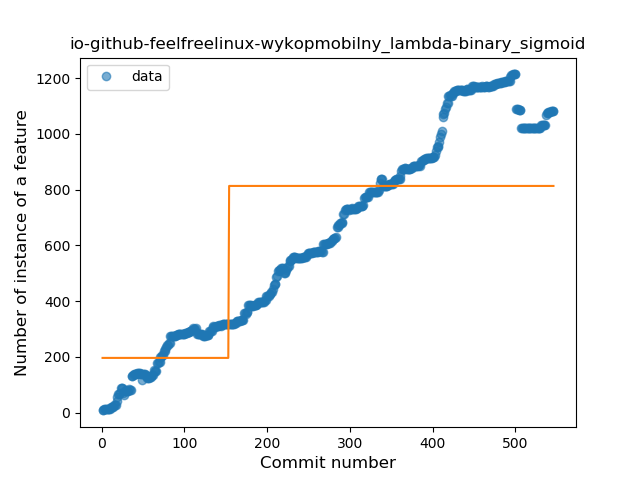 io-github-feelfreelinux-wykopmobilny_lambda-binary_sigmoid
data
1200
1000
800
600
400
200
0
Number of instance of a feature
0 100 200 300 400 500
Commit number